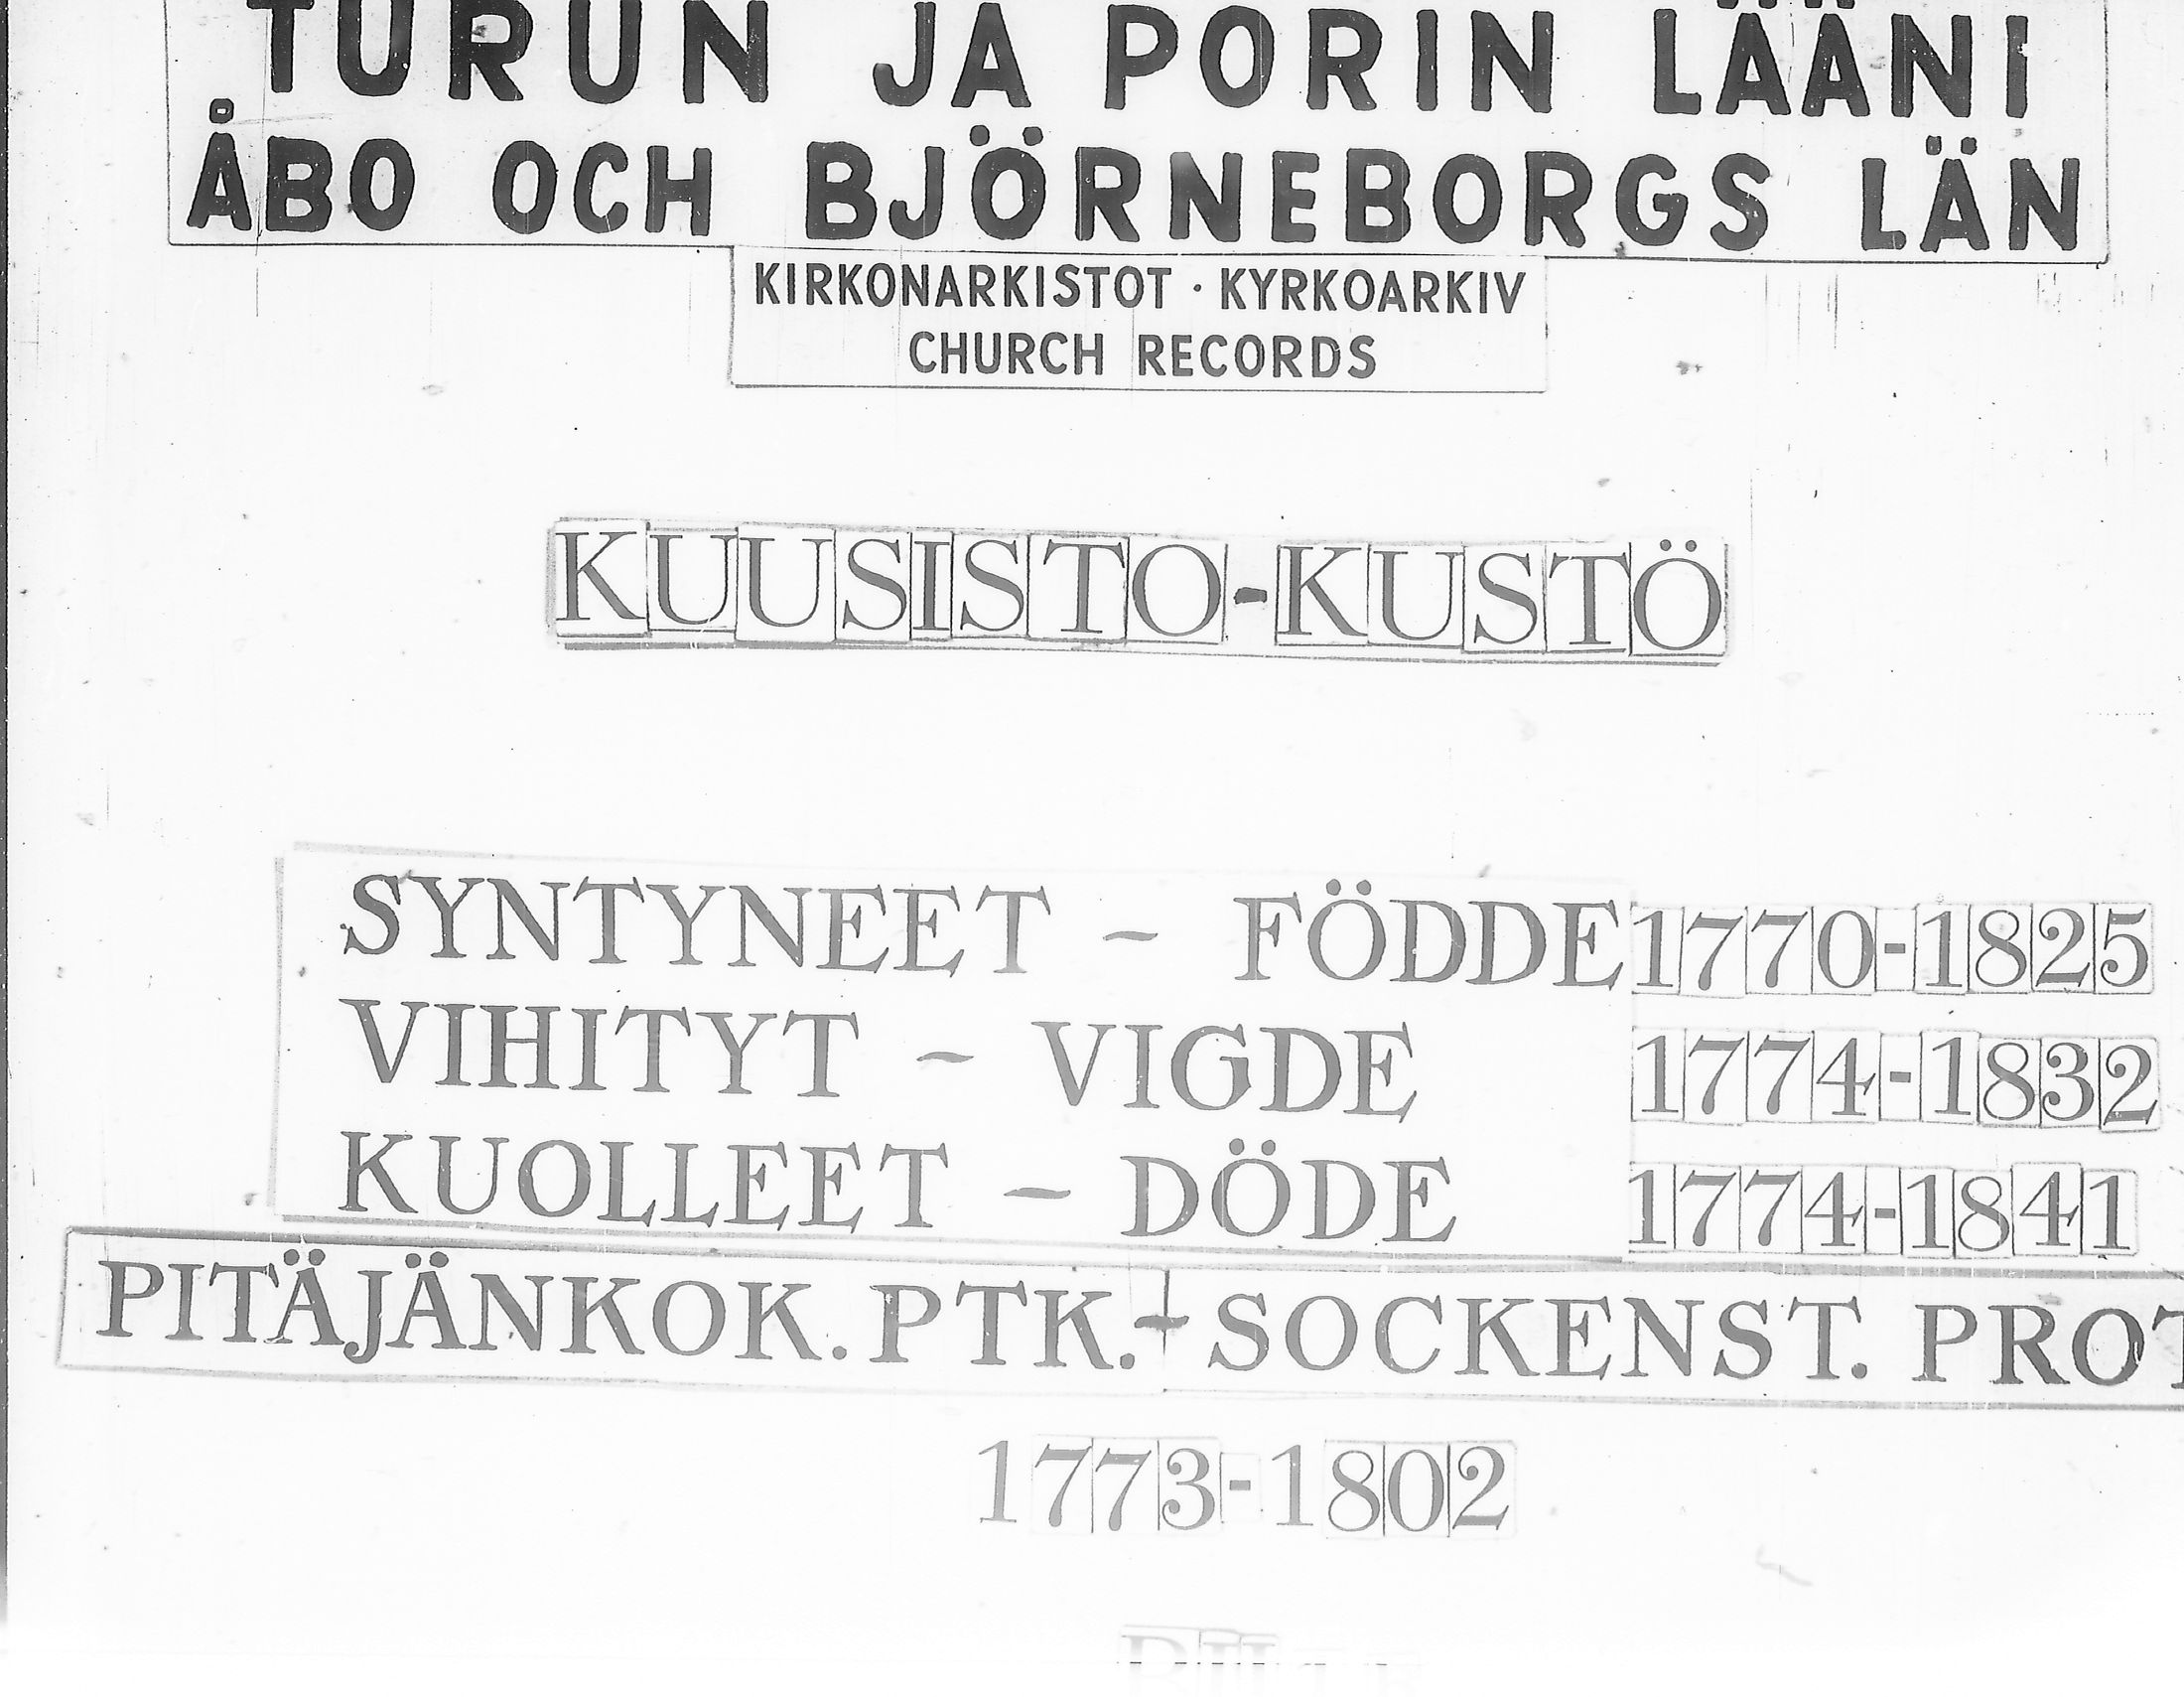 TURUN JA PORIN LÄÄNI
ÅBO OCH BJÖRNEBORGS LÄN
KIRKONARKISTOT · KYRKOARKIV
CHURCH RECORDS
KUUSISTO-KUSTÖ
SYNTYNEET - FÖDDE 1770-1825
VIHITYT - VIGDE 1774-1832
KUOLLEET - DÖDE 1774-1841
PITÄJÄNKOK. PTK. - SOCKENST. PROT
1773-1802